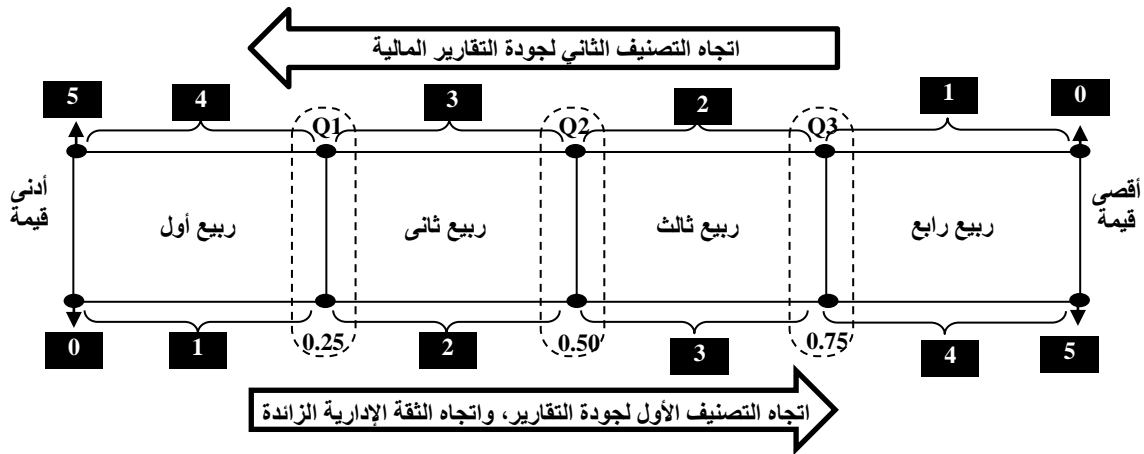 اتجاه التصنيف الثاني لجودة التقارير المالية
5 4 3 2 1 0
Q1 Q2 Q3
أدنى
قيمة
ربيع أول
ربيع ثانى
ربيع ثالث
ربيع رابع
أقصى
قيمة
0 1 0.25 2 0.50 3 0.75 4 5
اتجاه التصنيف الأول لجودة التقارير، واتجاه الثقة الإدارية الزائدة